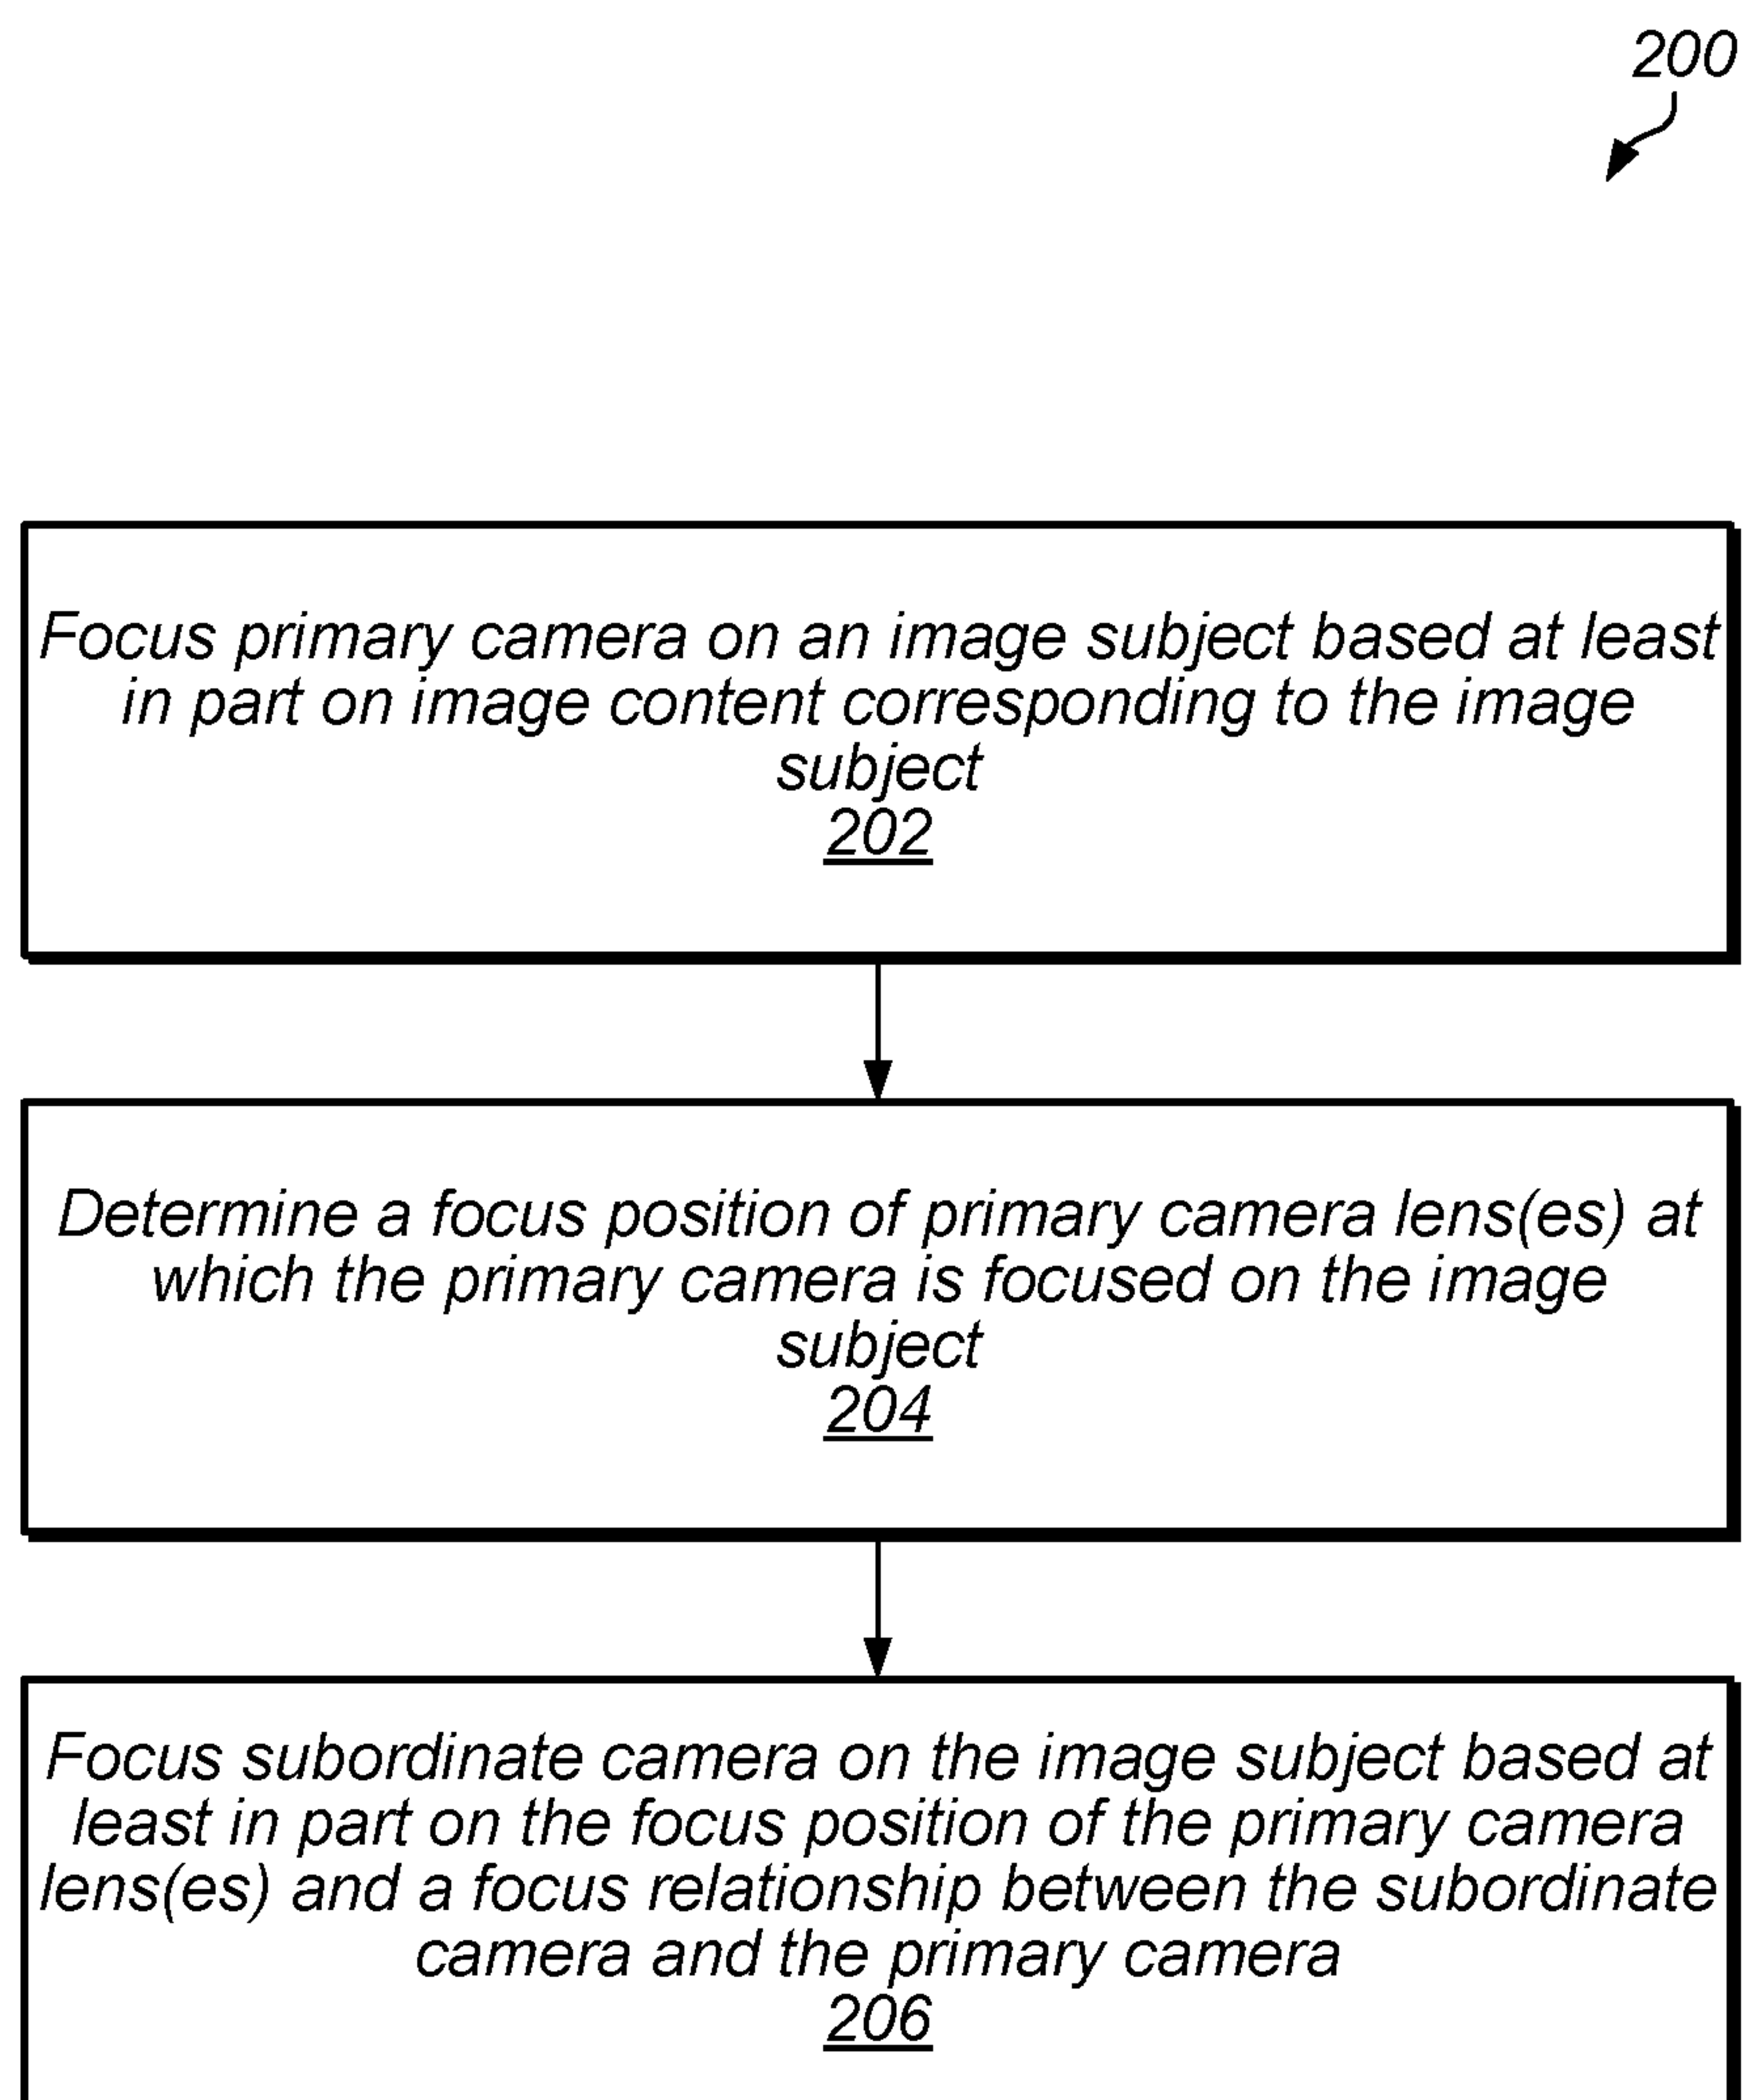 200
Focus primary camera on an image subject based at least
in part on image content corresponding to the image
subject
202
Determine a focus position of primary camera lens(es) at
which the primary camera is focused on the image
subject
204
Focus subordinate camera on the image subject based at
least in part on the focus position of the primary camera
lens(es) and a focus relationship between the subordinate
camera and the primary camera
206